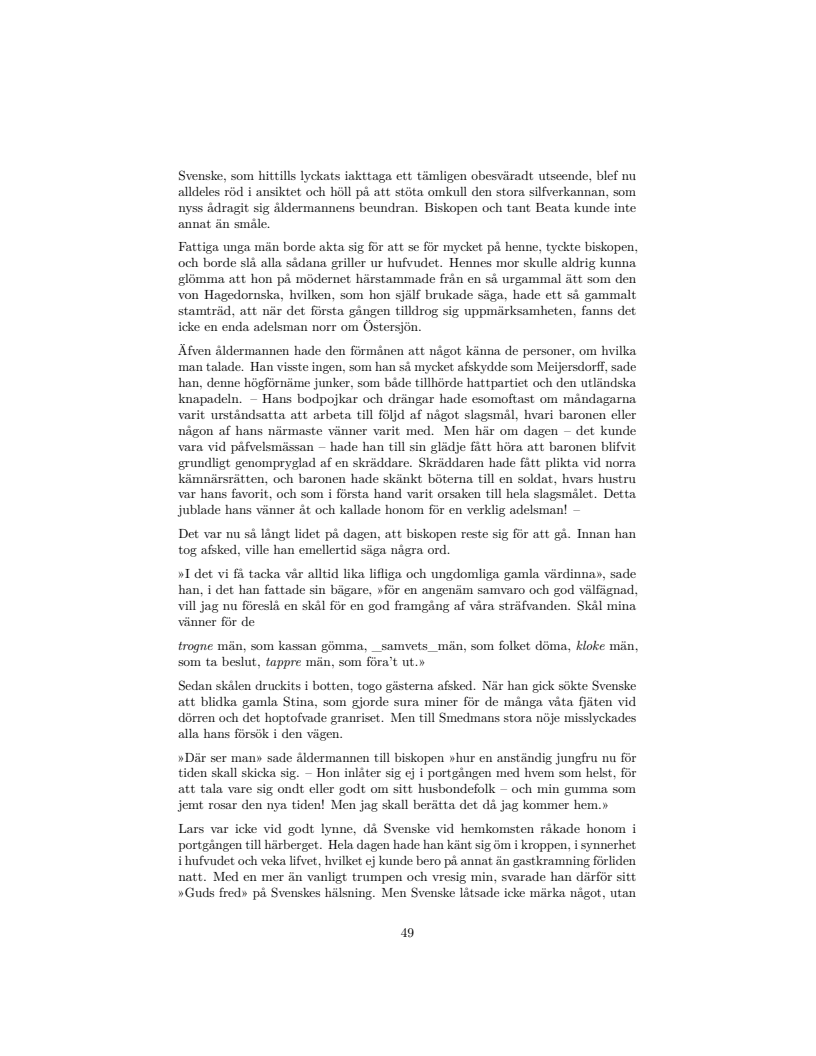 Svenske, som hittills lyckats iakttaga ett tämligen obesväradt utseende, blef nu
alldeles röd i ansiktet och höll på att stöta omkull den stora silfverkannan, som
nyss ådragit sig åldermannens beundran. Biskopen och tant Beata kunde inte
annat än småle.
Fattiga unga män borde akta sig för att se för mycket på henne, tyckte biskopen,
och borde slå alla sådana griller ur hufvudet. Hennes mor skulle aldrig kunna
glömma att hon på mödernet härstammade från en så urgammal ätt som den
von Hagedornska, hvilken, som hon själf brukade säga, hade ett så gammalt
stamträd, att när det första gången tilldrog sig uppmärksamheten, fanns det
icke en enda adelsman norr om Östersjön.
Äfven åldermannen hade den förmånen att något känna de personer, om hvilka
man talade. Han visste ingen, som han så mycket afskydde som Meijersdorff, sade
han, denne högförnäme junker, som både tillhörde hattpartiet och den utländska
knapadeln. – Hans bodpojkar och drängar hade esomoftast om måndagarna
varit urståndsatta att arbeta till följd af något slagsmål, hvari baronen eller
någon af hans närmaste vänner varit med. Men här om dagen – det kunde
vara vid påfvelsmässan – hade han till sin glädje fått höra att baronen blifvit
grundligt genompryglad af en skräddare. Skräddaren hade fått plikta vid norra
kämnärsrätten, och baronen hade skänkt böterna till en soldat, hvars hustru
var hans favorit, och som i första hand varit orsaken till hela slagsmålet. Detta
jublade hans vänner åt och kallade honom för en verklig adelsman! –
Det var nu så långt lidet på dagen, att biskopen reste sig för att gå. Innan han
tog afsked, ville han emellertid säga några ord.
»I det vi få tacka vår alltid lika lifliga och ungdomliga gamla värdinna», sade
han, i det han fattade sin bägare, »för en angenäm samvaro och god välfägnad,
vill jag nu föreslå en skål för en god framgång af våra sträfvanden. Skål mina
vänner för de
trogne män, som kassan gömma, _samvets_män, som folket döma, kloke män,
som ta beslut, tappre män, som föra't ut.»
Sedan skålen druckits i botten, togo gästerna afsked. När han gick sökte Svenske
att blidka gamla Stina, som gjorde sura miner för de många våta fjäten vid
dörren och det hoptofvade granriset. Men till Smedmans stora nöje misslyckades
alla hans försök i den vägen.
»Där ser man» sade åldermannen till biskopen »hur en anständig jungfru nu för
tiden skall skicka sig. – Hon inlåter sig ej i portgången med hvem som helst, för
att tala vare sig ondt eller godt om sitt husbondefolk – och min gumma som
jemt rosar den nya tiden! Men jag skall berätta det då jag kommer hem.»
Lars var icke vid godt lynne, då Svenske vid hemkomsten råkade honom i
portgången till härberget. Hela dagen hade han känt sig öm i kroppen, i synnerhet
i hufvudet och veka lifvet, hvilket ej kunde bero på annat än gastkramning förliden
natt. Med en mer än vanligt trumpen och vresig min, svarade han därför sitt
»Guds fred» på Svenskes hälsning. Men Svenske låtsade icke märka något, utan
49